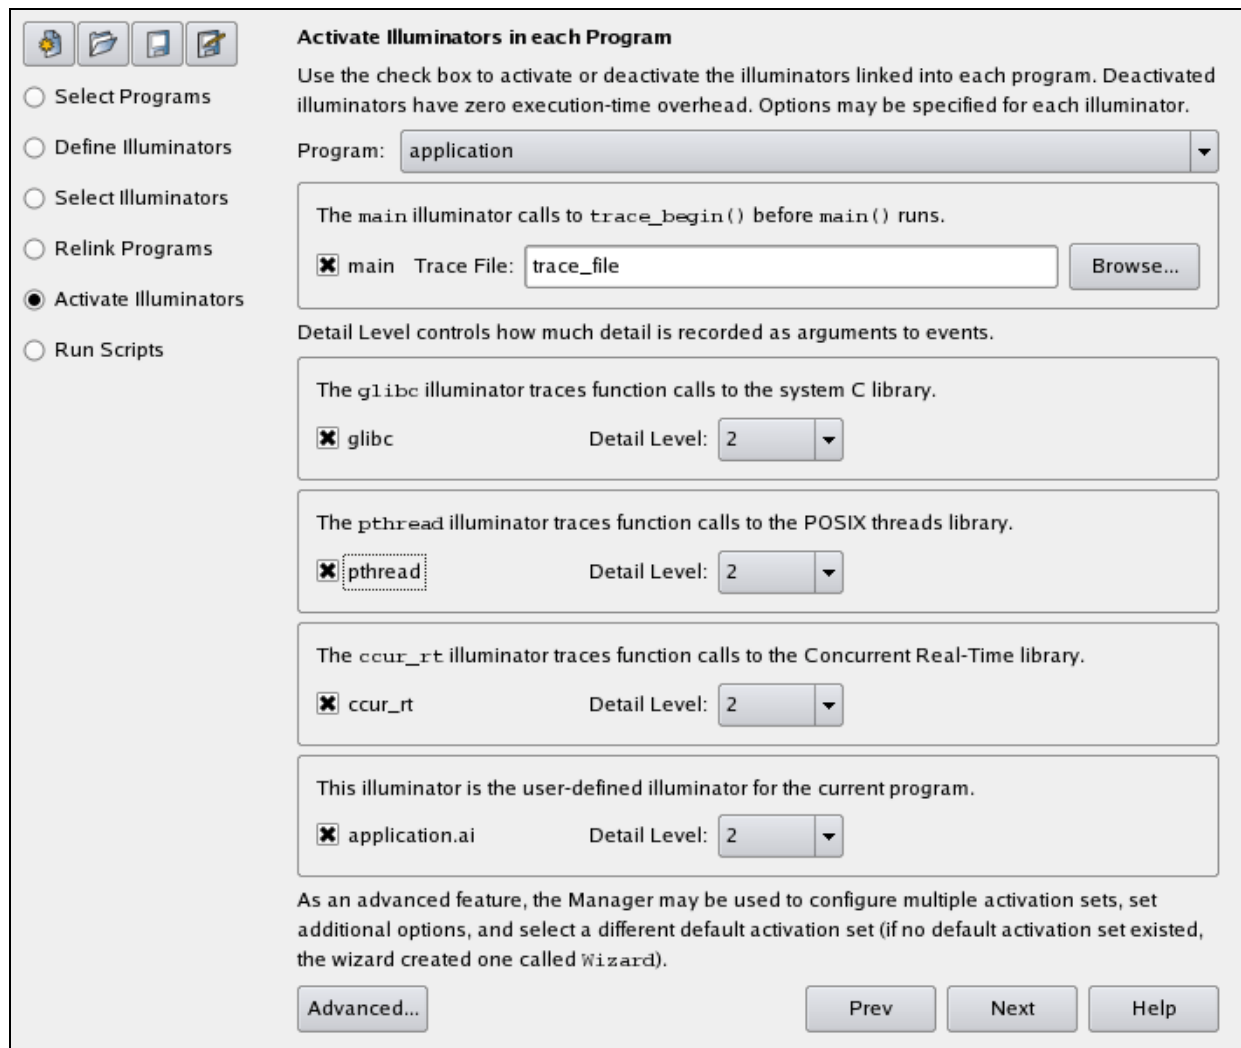 Activate Illuminators in each Program
Use the check box to activate or deactivate the illuminators linked into each program. Deactivated
illuminators have zero execution-time overhead. Options may be specified for each illuminator.
Select Programs
Define Illuminators
Select Illuminators
Relink Programs
Activate Illuminators
Run Scripts
Program: application
The main illuminator calls to trace_begin() before main() runs.
main Trace File: trace_file Browse...
Detail Level controls how much detail is recorded as arguments to events.
The glibc illuminator traces function calls to the system C library.
glibc Detail Level: 2
The pthread illuminator traces function calls to the POSIX threads library.
pthread Detail Level: 2
The ccur_rt illuminator traces function calls to the Concurrent Real-Time library.
ccur_rt Detail Level: 2
This illuminator is the user-defined illuminator for the current program.
application.ai Detail Level: 2
As an advanced feature, the Manager may be used to configure multiple activation sets, set
additional options, and select a different default activation set (if no default activation set existed,
the wizard created one called Wizard).
Advanced... Prev Next Help